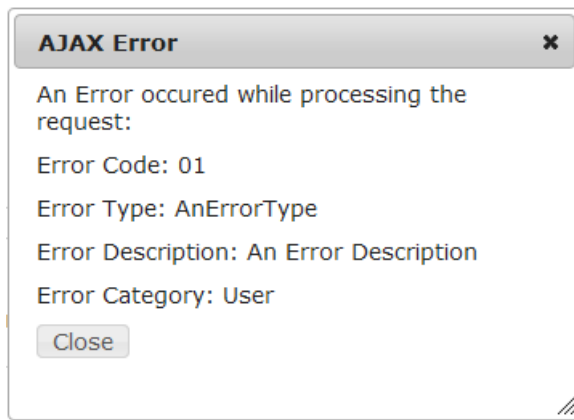 AJAX Error
An Error occured while processing the
request:
Error Code: 01
Error Type: AnErrorType
Error Description: An Error Description
Error Category: User
Close